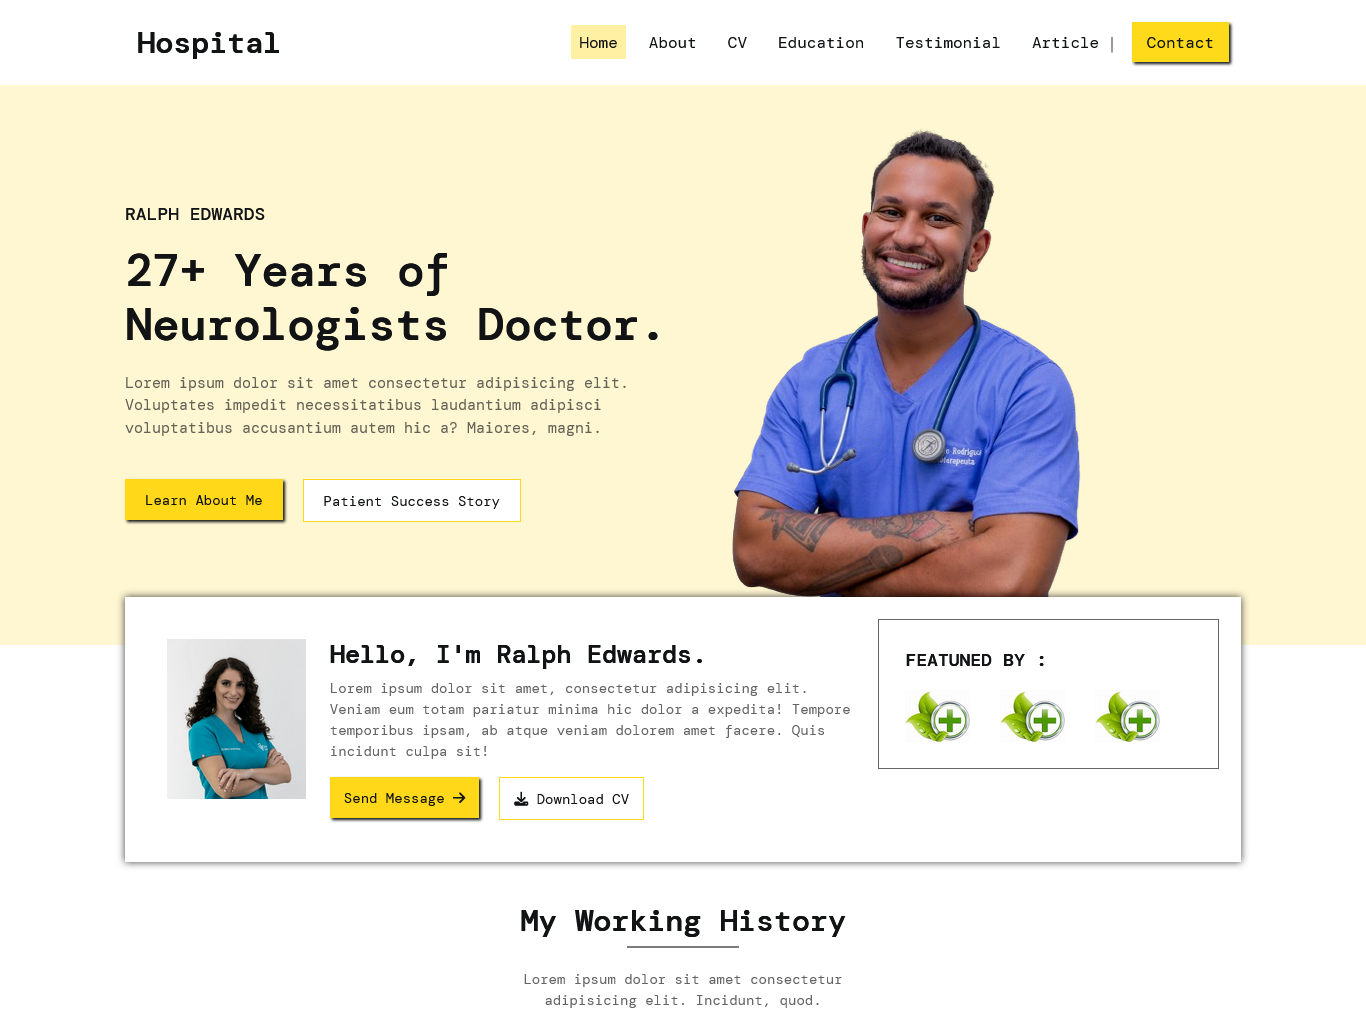 Hospital
Home About CV Education Testimonial Article | Contact
RALPH EDWARDS
27+ Years of
Neurologists Doctor.
Lorem ipsum dolor sit amet consectetur adipisicing elit.
Voluptates impedit necessitatibus laudantium adipisci
voluptatibus accusantium autem hic a? Maiores, magni.
Learn About Me
Patient Success Story
Hello, I'm Ralph Edwards.
Lorem ipsum dolor sit amet, consectetur adipisicing elit.
Veniam eum totam pariatur minima hic dolor a expedita! Tempore
temporibus ipsam, ab atque veniam dolorem amet facere. Quis
incidunt culpa sit!
Send Message
Download CV
FEATUNED BY :
My Working History
Lorem ipsum dolor sit amet consectetur
adipisicing elit. Incidunt, quod.